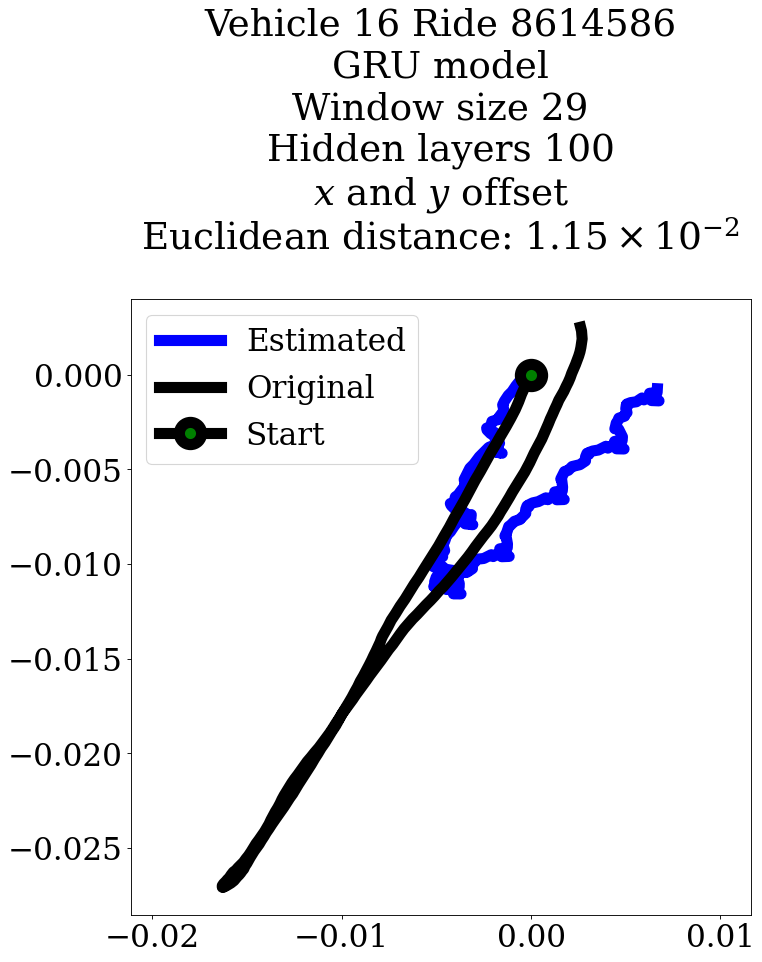 Vehicle 16 Ride 8614586
GRU model
Window size 29
Hidden layers 100
x and y offset
Euclidean distance: 1.15 × 10⁻²
Estimated
Original
Start
0.000
−0.005
−0.010
−0.015
−0.020
−0.025
−0.02 −0.01 0.00 0.01